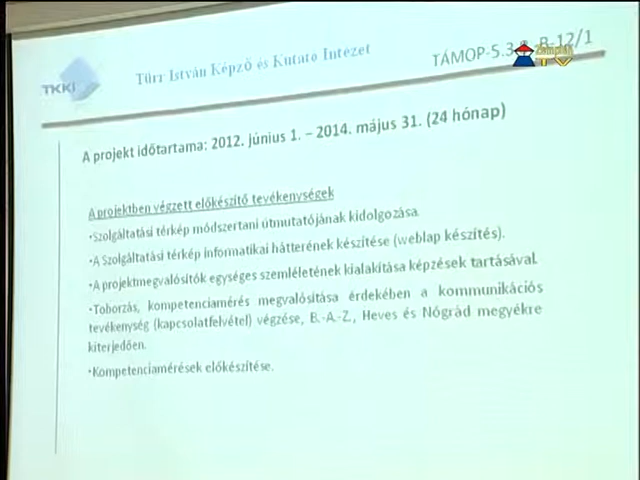 TKKI
Türr István Képző és Kutató Intézet
TÁMOP-5.3. B-12/1
A projekt időtartama: 2012. június 1. – 2014. május 31. (24 hónap)
A projektben végzett előkészítő tevékenységek
•Szolgáltatási térkép módszertani útmutatójának kidolgozása.
•A Szolgáltatási térkép informatikai hátterének készítése (weblap készítés).
•A projektmegvalósítók egységes szemléletének kialakítása képzések tartásával.
•Toborzás, kompetenciamérés megvalósítása érdekében a kommunikációs
tevékenység (kapcsolatfelvétel) végzése, B.-A.-Z., Heves és Nógrád megyékre
kiterjedően.
•Kompetenciamérések előkészítése.